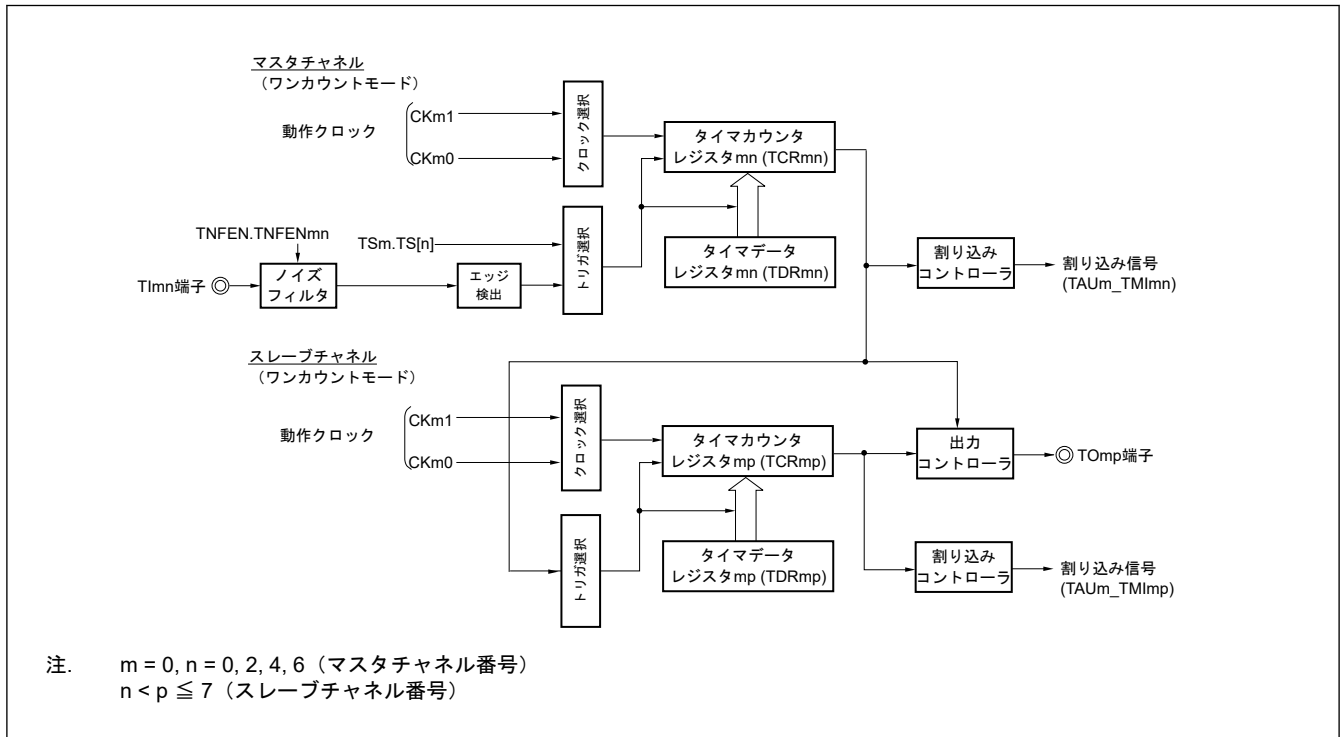 マスタチャネル
（ワンカウントモード）
動作クロック
CKm1
CKm0
クロック選択
タイマカウンタ
レジスタmn (TCRmn)
TNFEN.TNFENmn
TSm.TS[n]
トリガ選択
タイマデータ
レジスタmn (TDRmn)
割り込み
コントローラ
割り込み信号
(TAUm_TMImn)
TImn端子
ノイズ
フィルタ
エッジ
検出
スレーブチャネル
（ワンカウントモード）
動作クロック
CKm1
CKm0
クロック選択
タイマカウンタ
レジスタmp (TCRmp)
出力
コントローラ
TOmp端子
トリガ選択
タイマデータ
レジスタmp (TDRmp)
割り込み
コントローラ
割り込み信号
(TAUm_TMImp)
注. m = 0, n = 0, 2, 4, 6（マスタチャネル番号）
n < p ≦ 7（スレーブチャネル番号）